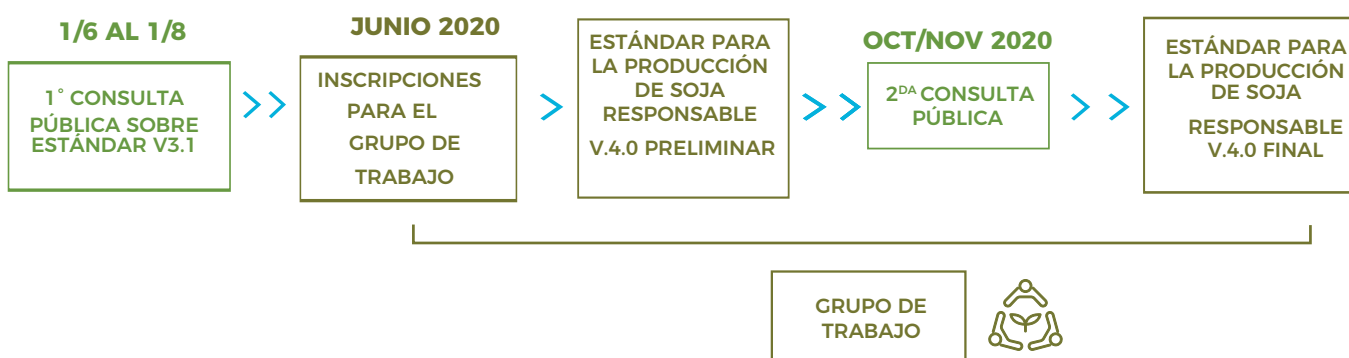 1/6 AL 1/8
1° CONSULTA
PÚBLICA SOBRE
ESTÁNDAR V3.1
JUNIO 2020
INSCRIPCIONES
PARA EL
GRUPO DE
TRABAJO
ESTÁNDAR PARA
LA PRODUCCIÓN
DE SOJA
RESPONSABLE
V.4.0 PRELIMINAR
OCT/NOV 2020
2DA CONSULTA
PÚBLICA
ESTÁNDAR PARA
LA PRODUCCIÓN
DE SOJA
RESPONSABLE
V.4.0 FINAL
GRUPO DE
TRABAJO